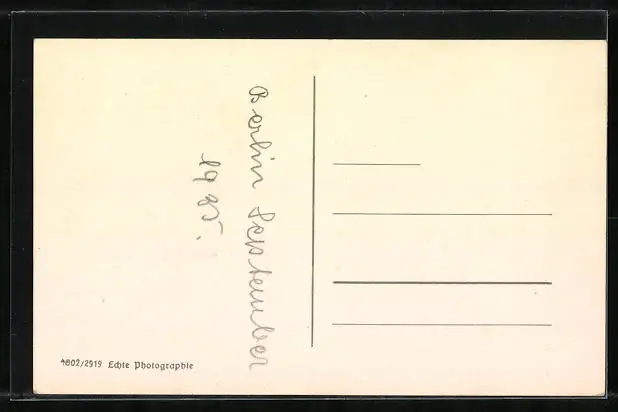 Berlin September
1925.
4802/2919 Echte Photographie